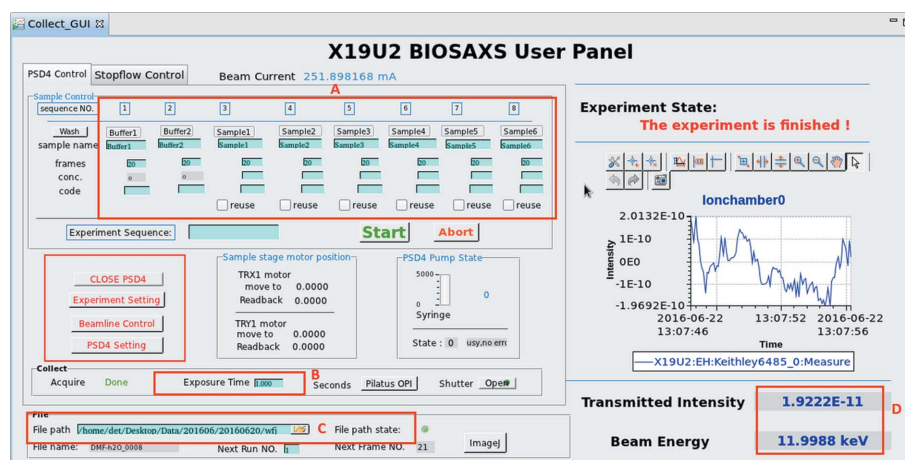 Collect_GUI
X19U2 BIOSAXS User Panel
PSD4 Control Stopflow Control Beam Current 251.898168 mA
A
Sample Control
sequence NO. 1 2 3 4 5 6 7 8
Wash Buffer1 Buffer2 Sample1 Sample2 Sample3 Sample4 Sample5 Sample6
sample name Buffer1 Buffer2 Sample1 Sample2 Sample3 Sample4 Sample5 Sample6
frames 20 20 20 20 20 20 20 20
conc. 0 0
code
reuse reuse reuse reuse reuse reuse
Experiment Sequence: Start Abort
CLOSE PSD4
Experiment Setting
Beamline Control
PSD4 Setting
Sample stage motor position
TRX1 motor
move to 0.0000
Readback 0.0000
TRY1 motor
move to 0.0000
Readback 0.0000
PSD4 Pump State
5000
0
0
Syringe
State : 0 usy,no err
Collect
Acquire Done Exposure Time 1.000 B Seconds Pilatus OPI Shutter Open
File
File path /home/det/Desktop/Data/201606/20160620/wfi C File path state:
File name: DMF-h2O_0008 Next Run NO. Next Frame NO. 21 ImageJ
Experiment State:
The experiment is finished !
Ionchamber0
Intensity
2.0132E-10
1E-10
0E0
-1E-10
-1.9692E-10
2016-06-22 13:07:52 2016-06-22
13:07:46 13:07:56
Time
X19U2:EH:Keithley6485_0:Measure
Transmitted Intensity 1.9222E-11
D
Beam Energy 11.9988 keV